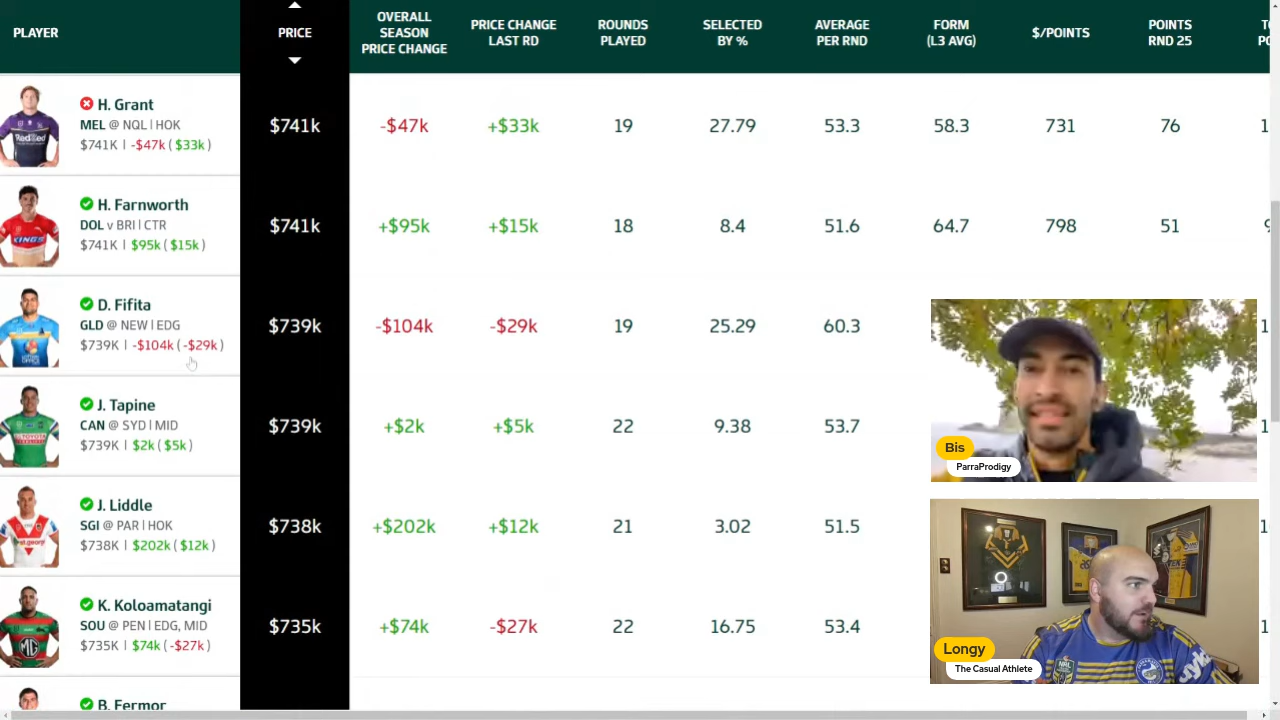 PLAYER
PRICE
OVERALL
SEASON
PRICE CHANGE
PRICE CHANGE
LAST RD
ROUNDS
PLAYED
SELECTED
BY %
AVERAGE
PER RND
FORM
(L3 AVG)
$/POINTS
POINTS
RND 25
H. Grant
MEL @ NQL | HOK
$741K | -$47k ( $33k )
$741k -$47k +$33k 19 27.79 53.3 58.3 731 76
H. Farnworth
DOL v BRI | CTR
$741K | $95k ( $15k )
$741k +$95k +$15k 18 8.4 51.6 64.7 798 51
D. Fifita
GLD @ NEW | EDG
$739K | -$104k ( -$29k )
$739k -$104k -$29k 19 25.29 60.3
J. Tapine
CAN @ SYD | MID
$739K | $2k ( $5k )
$739k +$2k +$5k 22 9.38 53.7
J. Liddle
SGI @ PAR | HOK
$738K | $202k ( $12k )
$738k +$202k +$12k 21 3.02 51.5
K. Koloamatangi
SOU @ PEN | EDG, MID
$735K | $74k ( -$27k )
$735k +$74k -$27k 22 16.75 53.4
B. Fermor
Bis
ParraProdigy
Longy
The Casual Athlete
NRL